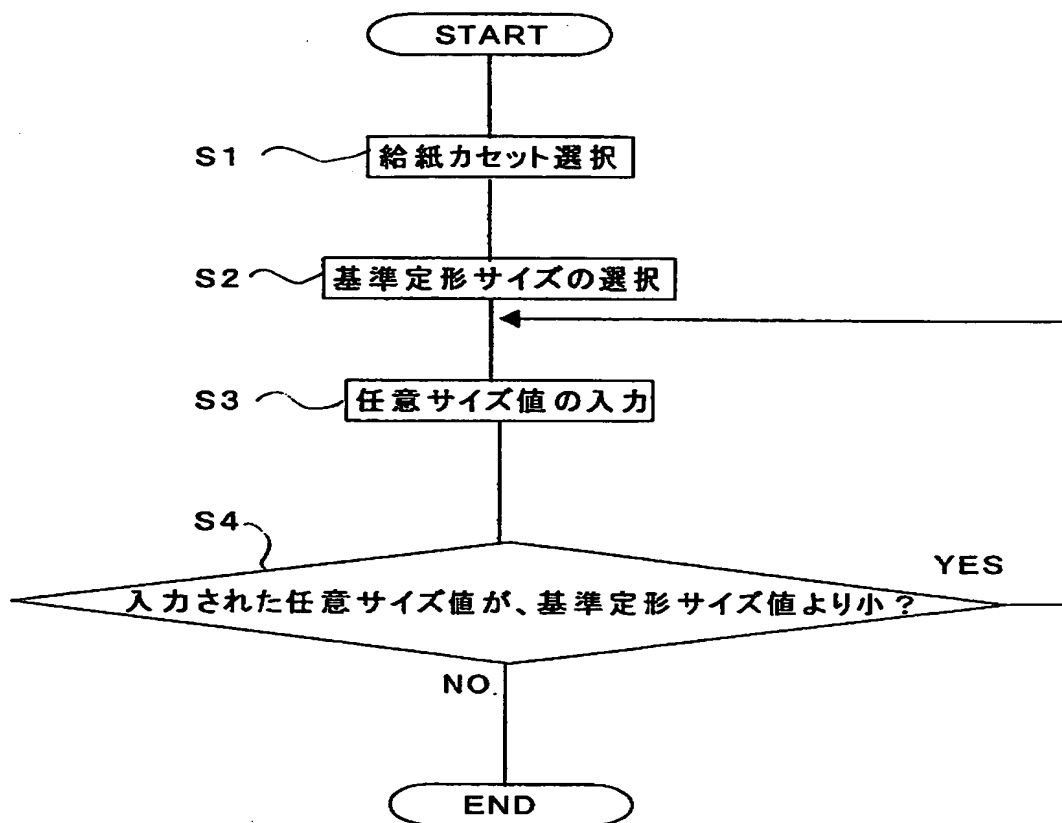 START
S1
給紙カセット選択
S2
基準定形サイズの選択
S3
任意サイズ値の入力
S4
入力された任意サイズ値が、基準定形サイズ値より小？
YES
NO
END